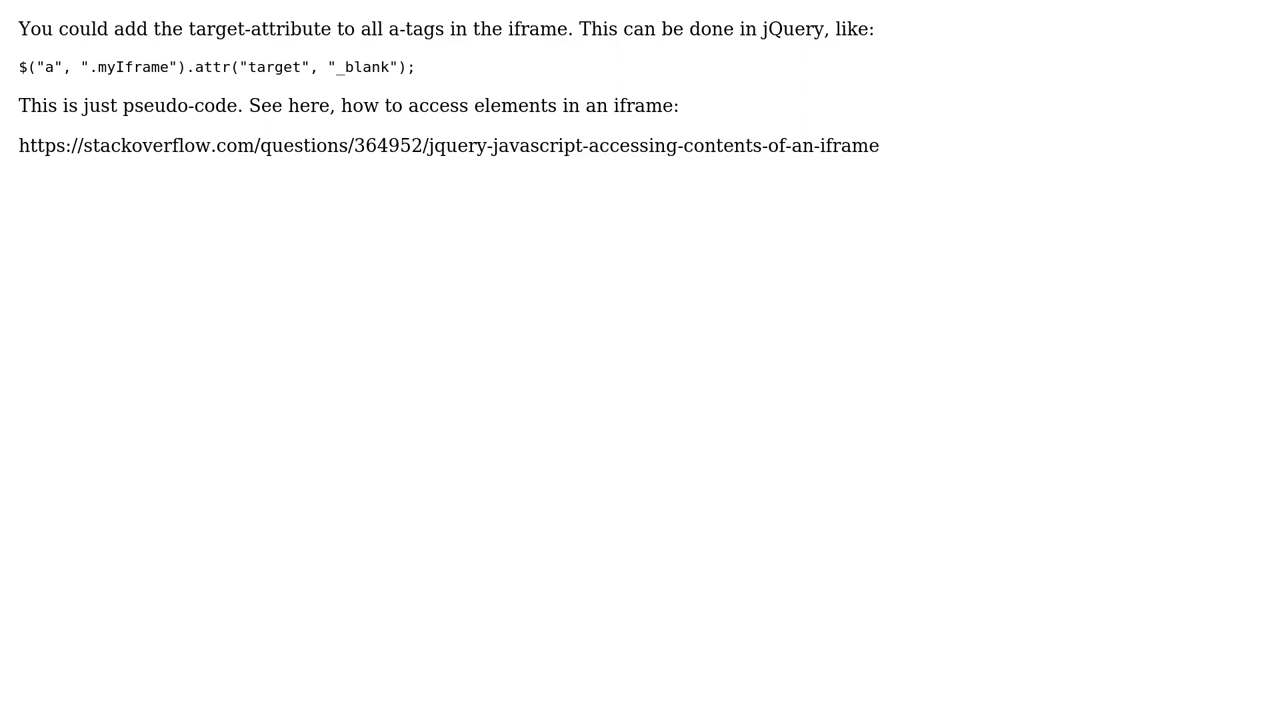 You could add the target-attribute to all a-tags in the iframe. This can be done in jQuery, like:
$("a", ".myIframe").attr("target", "_blank");
This is just pseudo-code. See here, how to access elements in an iframe:
https://stackoverflow.com/questions/364952/jquery-javascript-accessing-contents-of-an-iframe